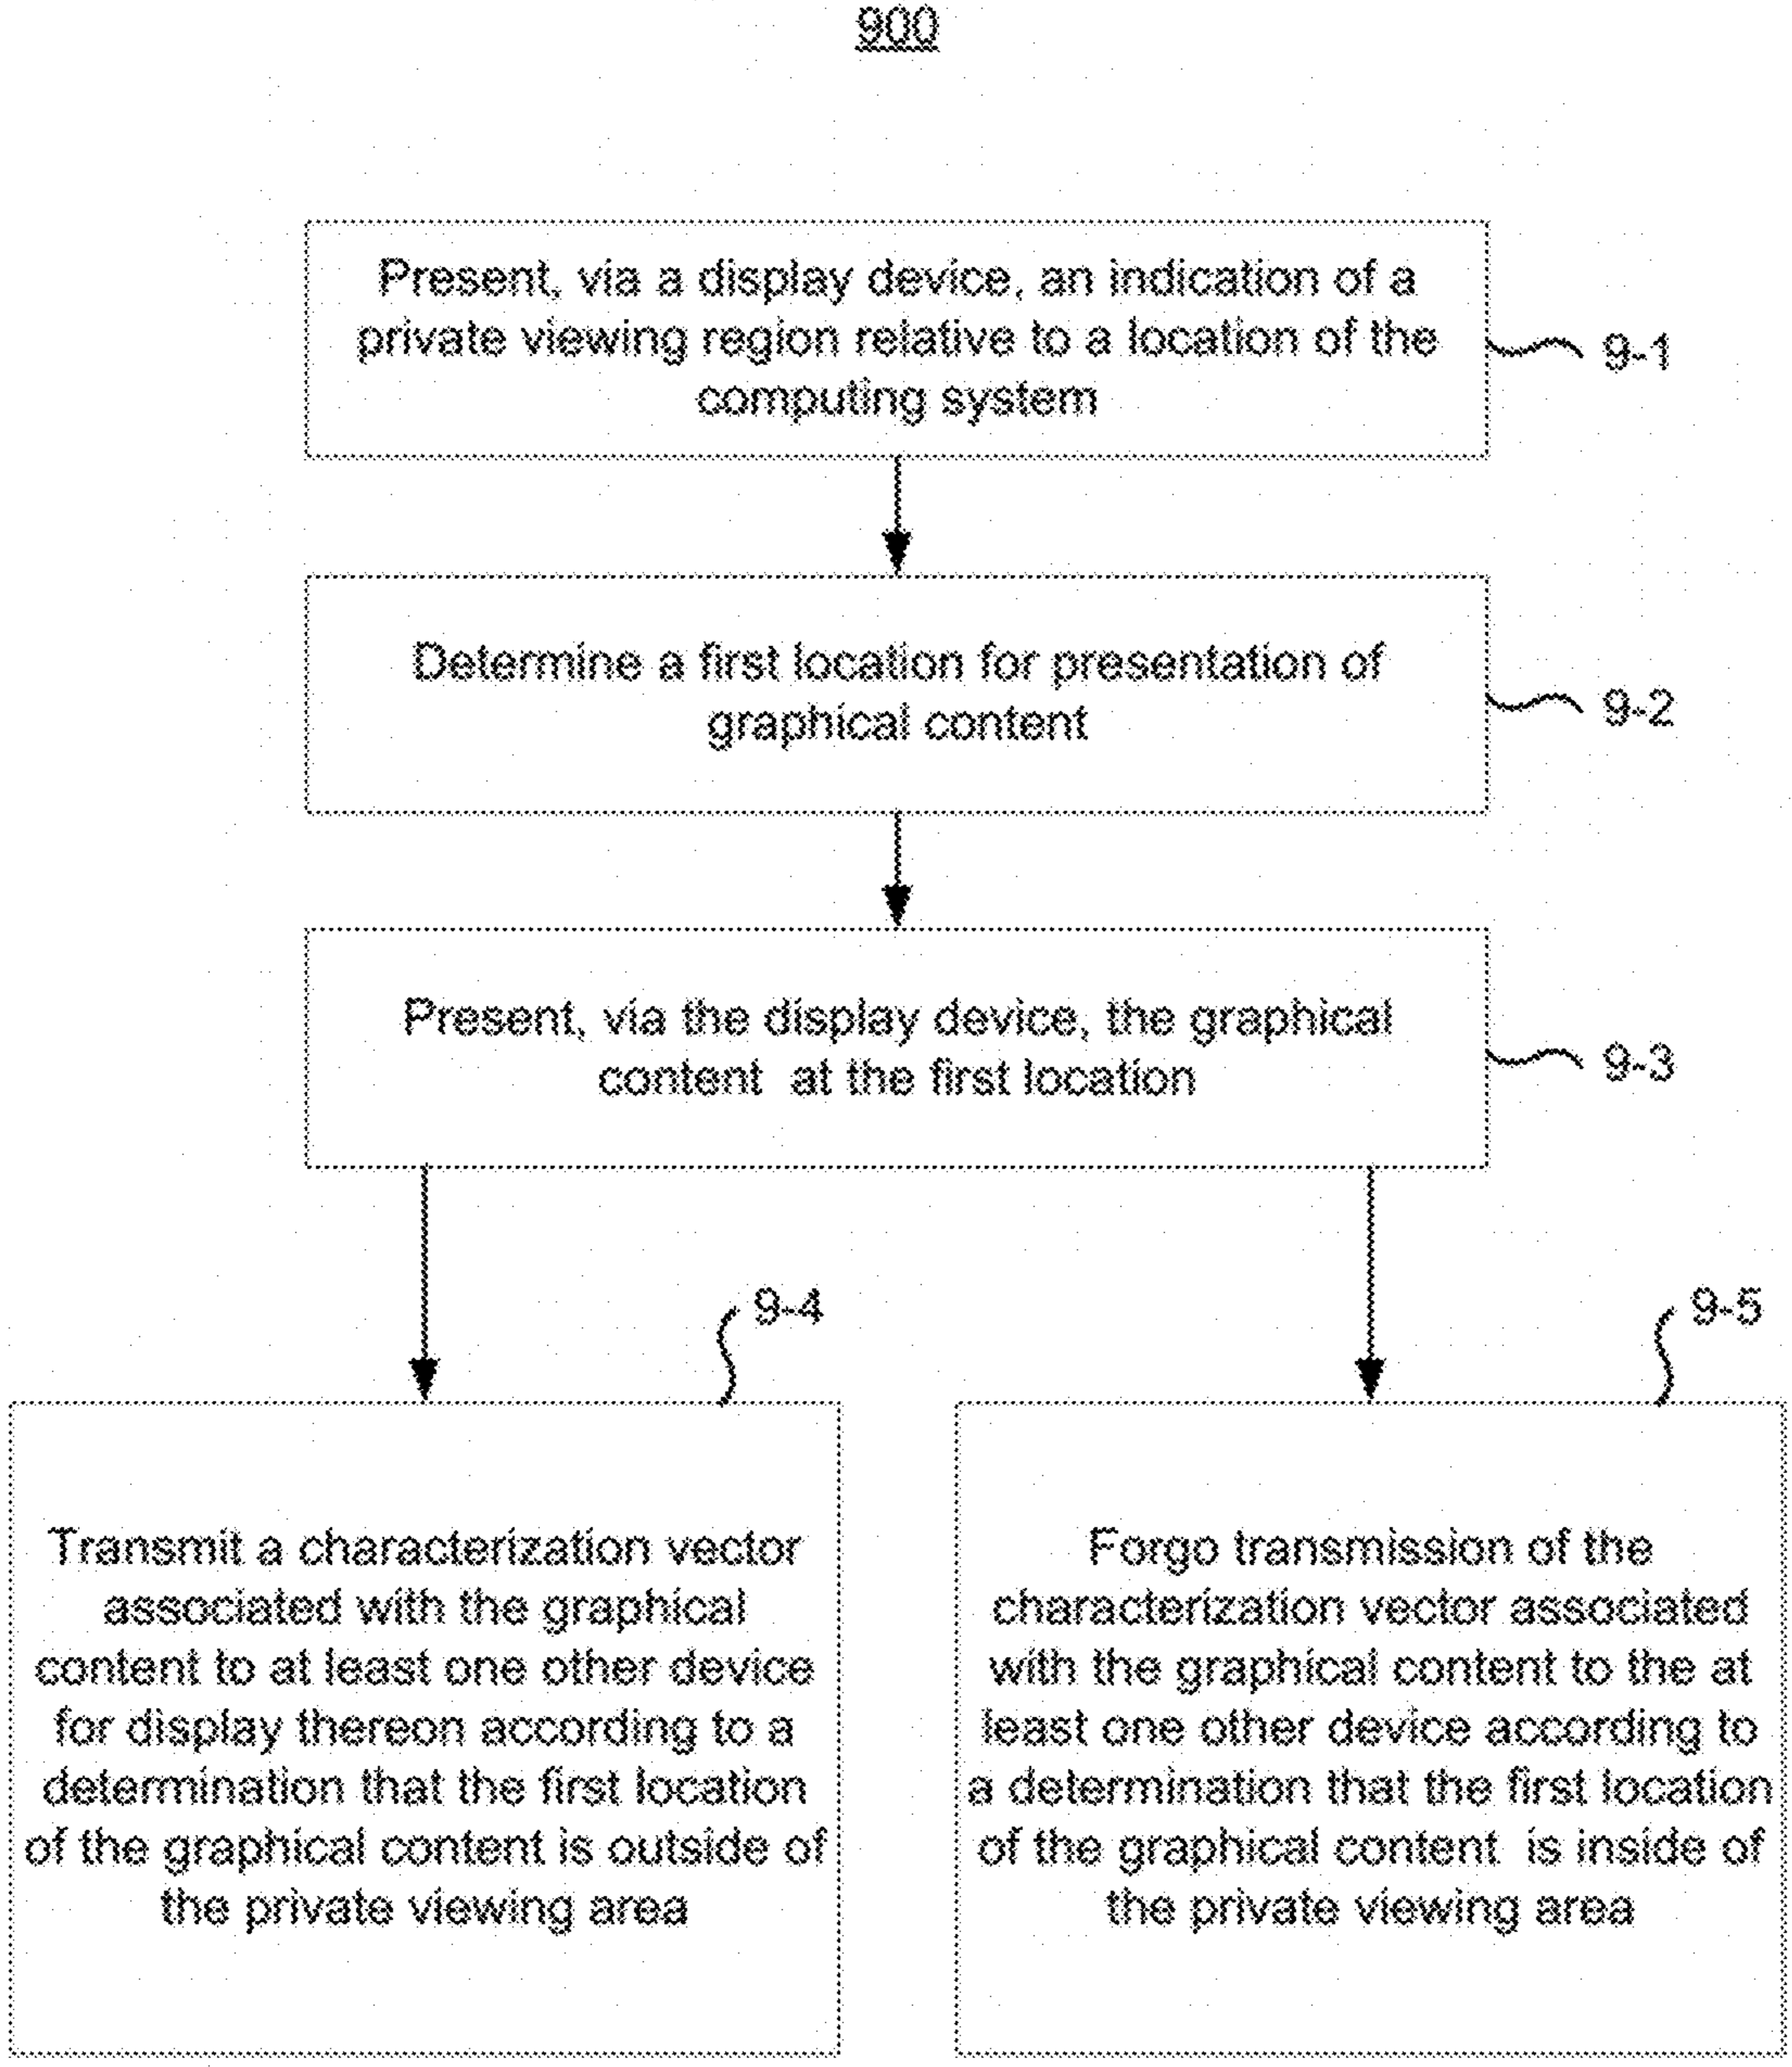 900
Present, via a display device, an indication of a
private viewing region relative to a location of the
computing system
9-1
Determine a first location for presentation of
graphical content
9-2
Present, via the display device, the graphical
content at the first location
9-3
9-4
Transmit a characterization vector
associated with the graphical
content to at least one other device
for display thereon according to a
determination that the first location
of the graphical content is outside of
the private viewing area
9-5
Forgo transmission of the
characterization vector associated
with the graphical content to the at
least one other device according to
a determination that the first location
of the graphical content is inside of
the private viewing area